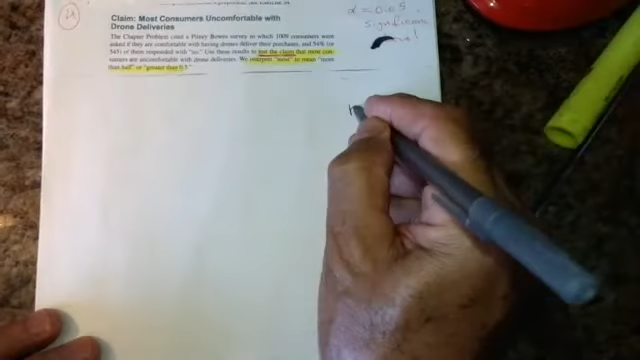 4
Claim: Most Consumers Uncomfortable with
Drone Deliveries
The Chapter Problem cited a Pitney Bowes survey in which 1009 consumers were
asked if they are comfortable with having drones deliver their purchases, and 54% (or
545) of them responded with "no." Use these results to test the claim that most con-
sumers are uncomfortable with drone deliveries. We interpret "most" to mean "more
than half" or "greater than 0.5."
α = 0.05
significance